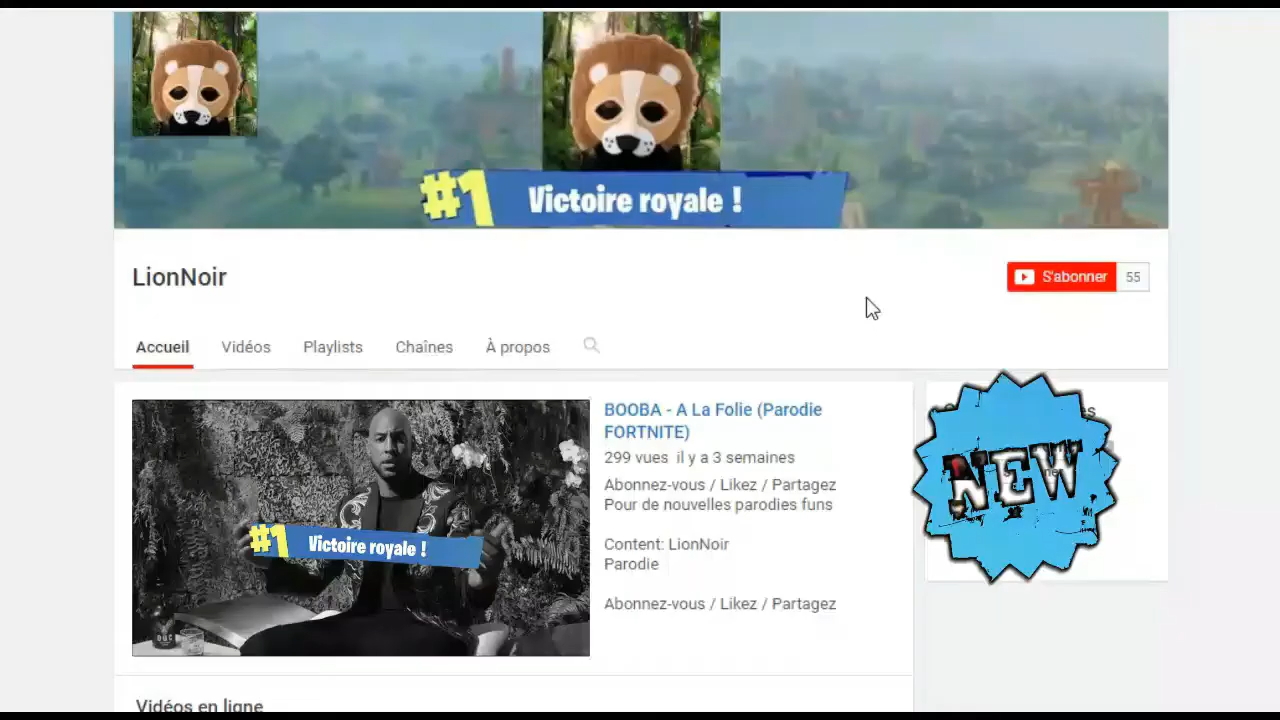 #1 Victoire royale !
LionNoir
S'abonner 55
Accueil Vidéos Playlists Chaînes À propos
BOOBA - A La Folie (Parodie
FORTNITE)
299 vues il y a 3 semaines
Abonnez-vous / Likez / Partagez
Pour de nouvelles parodies funs
Content: LionNoir
Parodie
Abonnez-vous / Likez / Partagez
#1 Victoire royale !
NEW
Vidéos en ligne